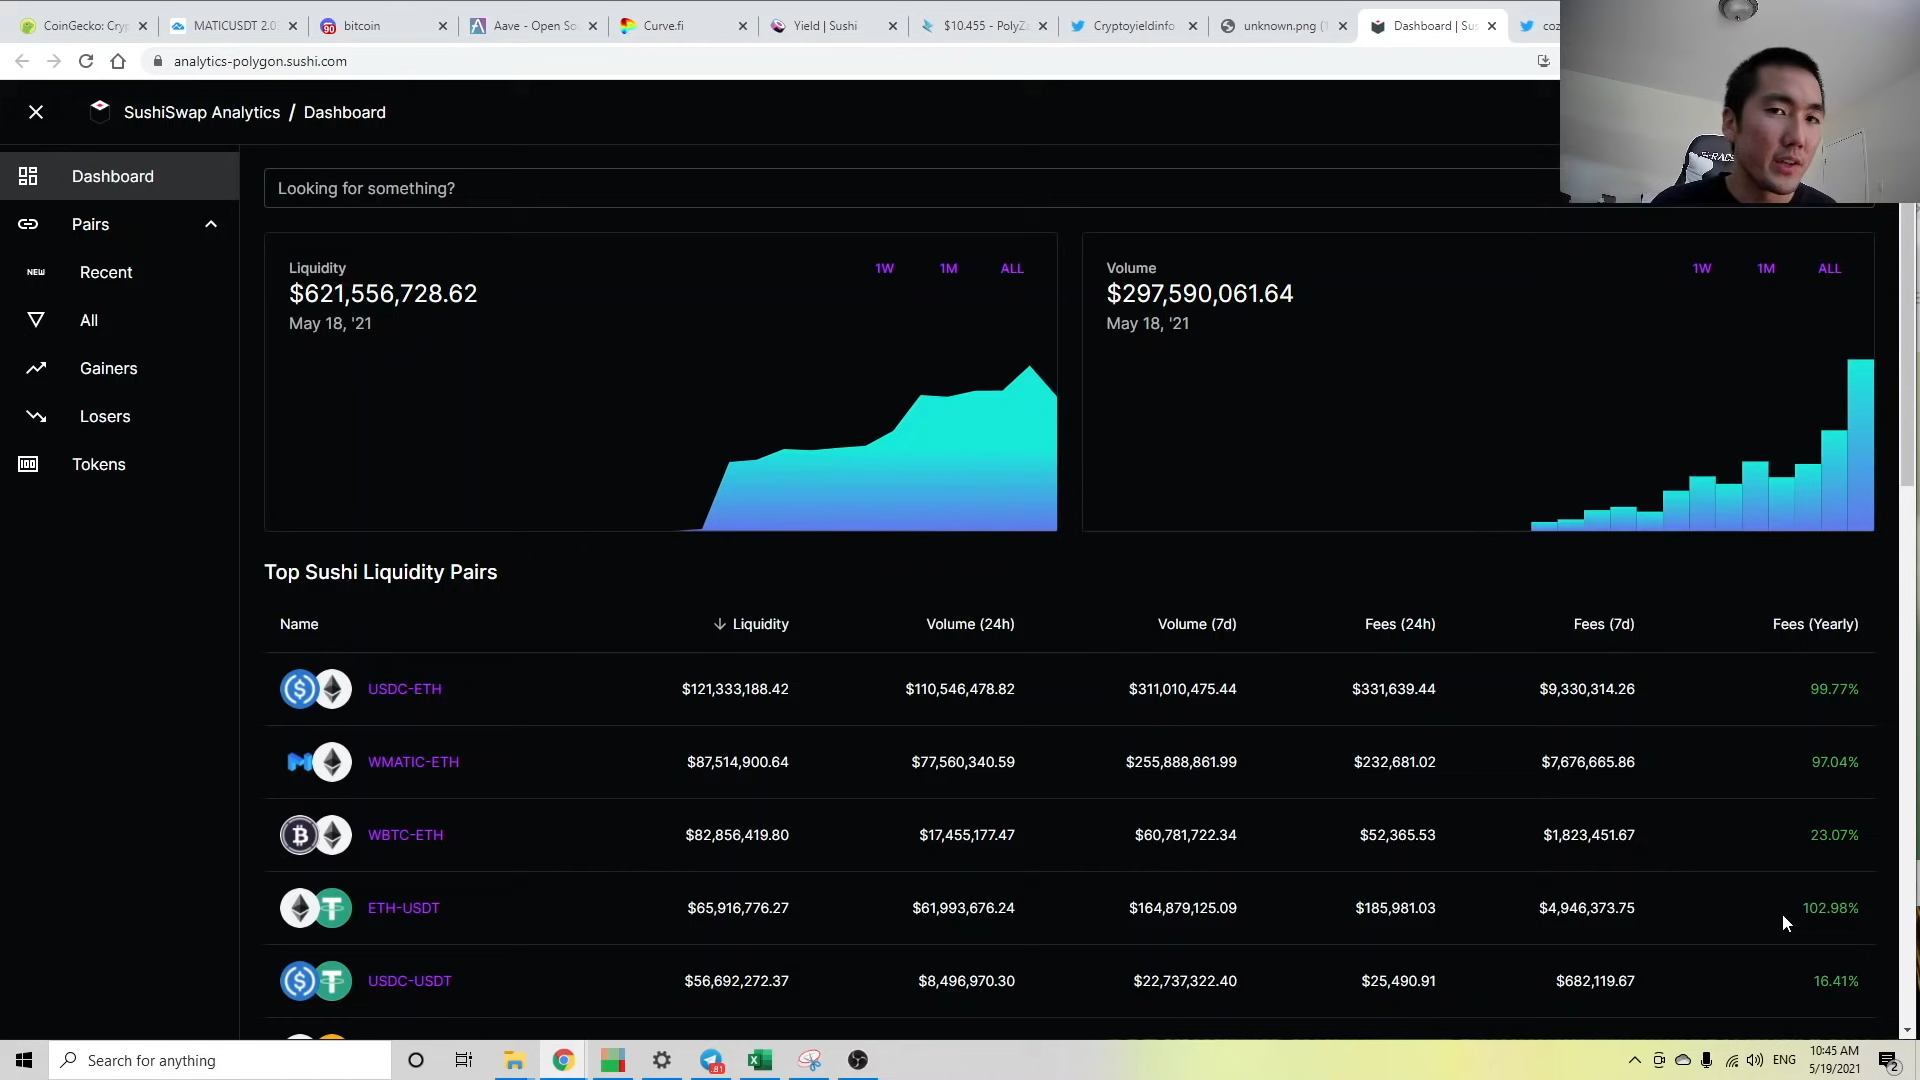 CoinGecko: Cryp
MATICUSDT 2.0
90
bitcoin
Aave - Open So
Curve.fi
Yield | Sushi
$10.455 - PolyZ
Cryptoyieldinfo
unknown.png (1
Dashboard | Sus
coz
analytics-polygon.sushi.com
SushiSwap Analytics / Dashboard
Dashboard
Pairs
NEW Recent
All
Gainers
Losers
Tokens
Looking for something?
Liquidity
1W 1M ALL
$621,556,728.62
May 18, '21
Volume
1W 1M ALL
$297,590,061.64
May 18, '21
Top Sushi Liquidity Pairs
Name Liquidity Volume (24h) Volume (7d) Fees (24h) Fees (7d) Fees (Yearly)
USDC-ETH $121,333,188.42 $110,546,478.82 $311,010,475.44 $331,639.44 $9,330,314.26 99.77%
WMATIC-ETH $87,514,900.64 $77,560,340.59 $255,888,861.99 $232,681.02 $7,676,665.86 97.04%
WBTC-ETH $82,856,419.80 $17,455,177.47 $60,781,722.34 $52,365.53 $1,823,451.67 23.07%
ETH-USDT $65,916,776.27 $61,993,676.24 $164,879,125.09 $185,981.03 $4,946,373.75 102.98%
USDC-USDT $56,692,272.37 $8,496,970.30 $22,737,322.40 $25,490.91 $682,119.67 16.41%
Search for anything
81
ENG
10:45 AM
5/19/2021
2